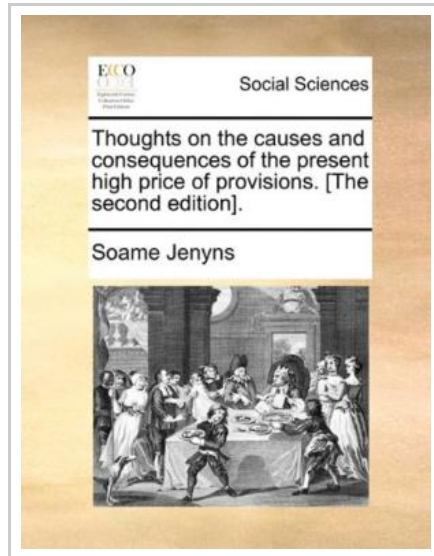 ECCO
Social Sciences
Thoughts on the causes and
consequences of the present
high price of provisions. [The
second edition].
Soame Jenyns